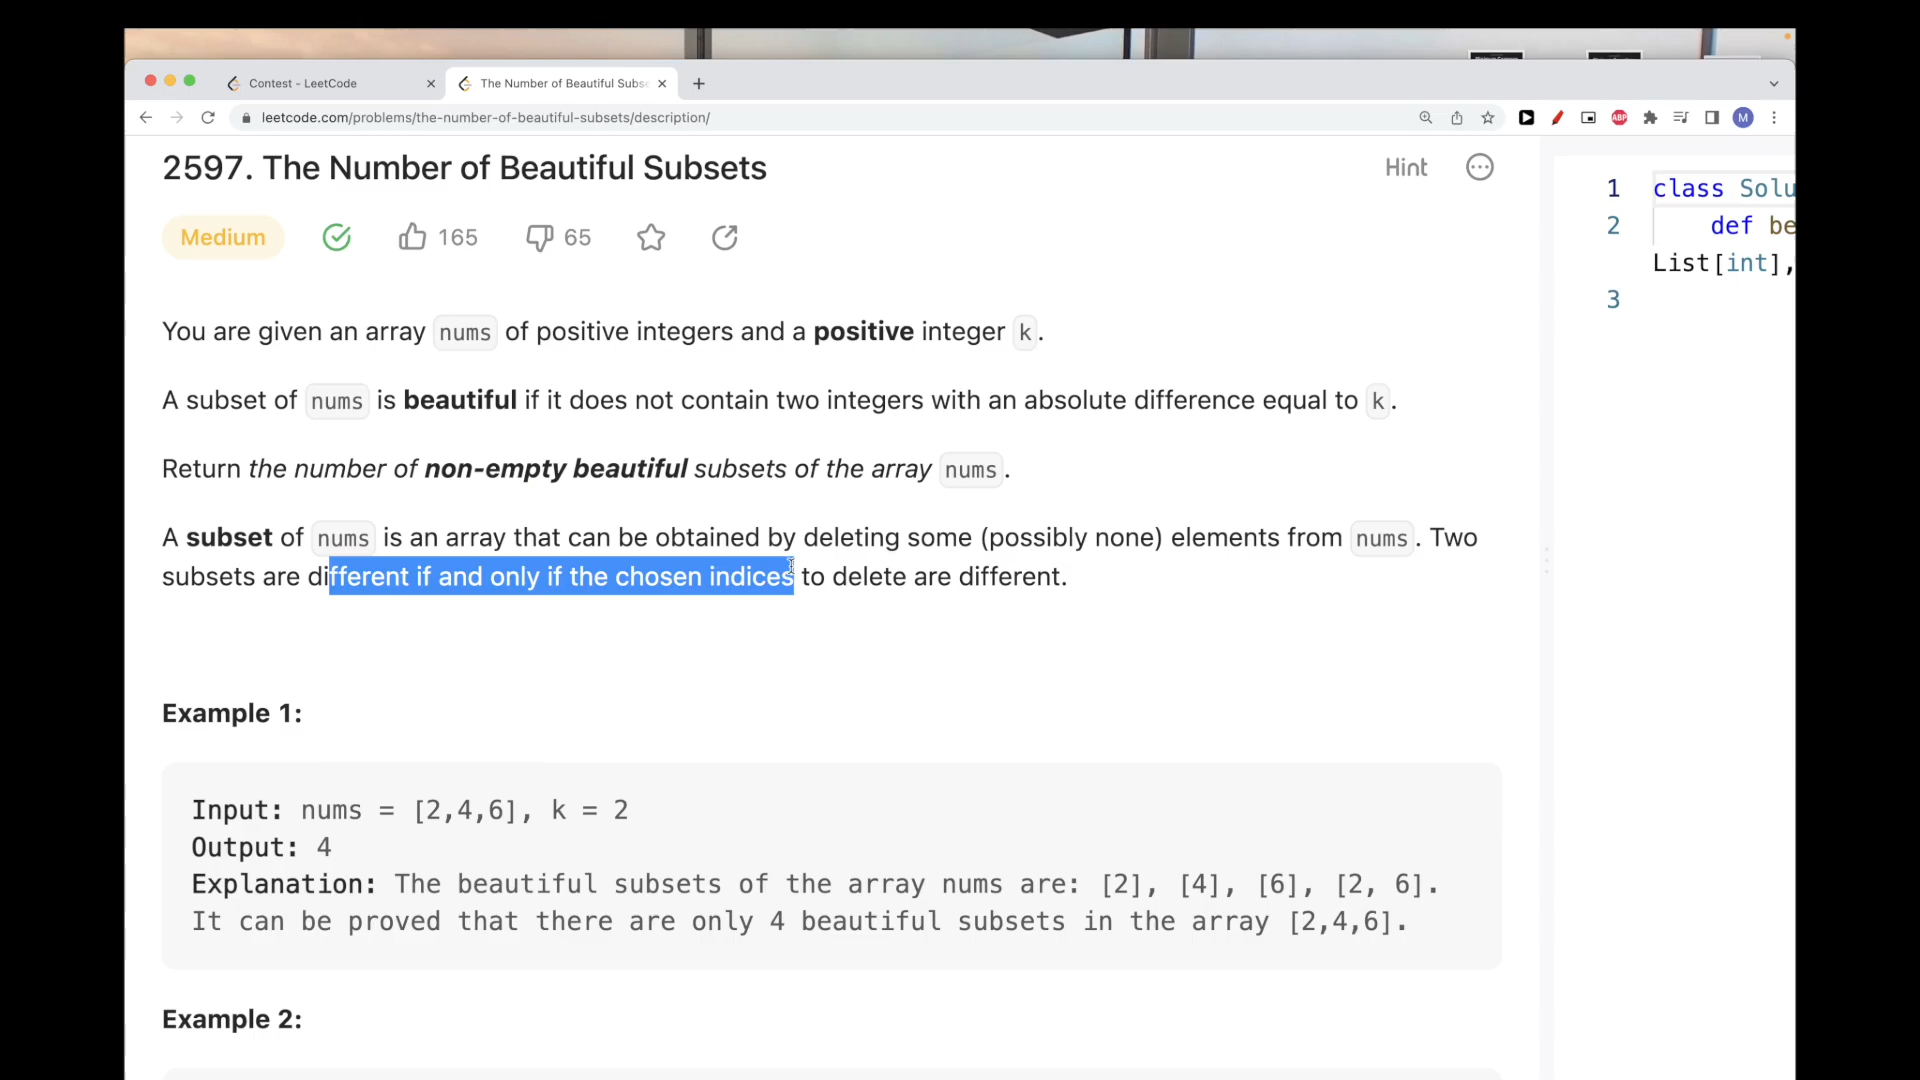 Contest - LeetCode
The Number of Beautiful Subse
leetcode.com/problems/the-number-of-beautiful-subsets/description/
ABP
M
2597. The Number of Beautiful Subsets
Hint
Medium
165
65
You are given an array nums of positive integers and a positive integer k.
A subset of nums is beautiful if it does not contain two integers with an absolute difference equal to k.
Return the number of non-empty beautiful subsets of the array nums.
A subset of nums is an array that can be obtained by deleting some (possibly none) elements from nums. Two
subsets are different if and only if the chosen indices to delete are different.
Example 1:
Input: nums = [2,4,6], k = 2
Output: 4
Explanation: The beautiful subsets of the array nums are: [2], [4], [6], [2, 6].
It can be proved that there are only 4 beautiful subsets in the array [2,4,6].
Example 2:
1 class Solu
2 def be
List[int],
3